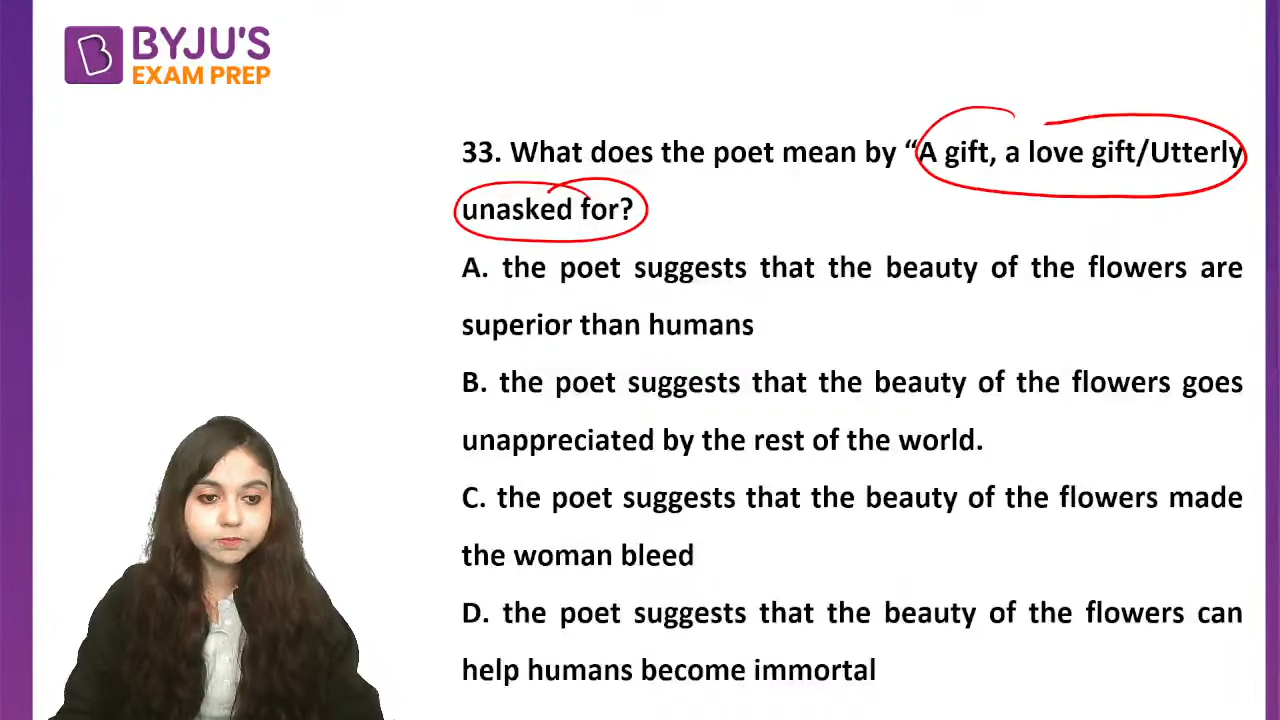 BYJU'S
EXAM PREP
33. What does the poet mean by “A gift, a love gift/Utterly
unasked for?
A. the poet suggests that the beauty of the flowers are
superior than humans
B. the poet suggests that the beauty of the flowers goes
unappreciated by the rest of the world.
C. the poet suggests that the beauty of the flowers made
the woman bleed
D. the poet suggests that the beauty of the flowers can
help humans become immortal